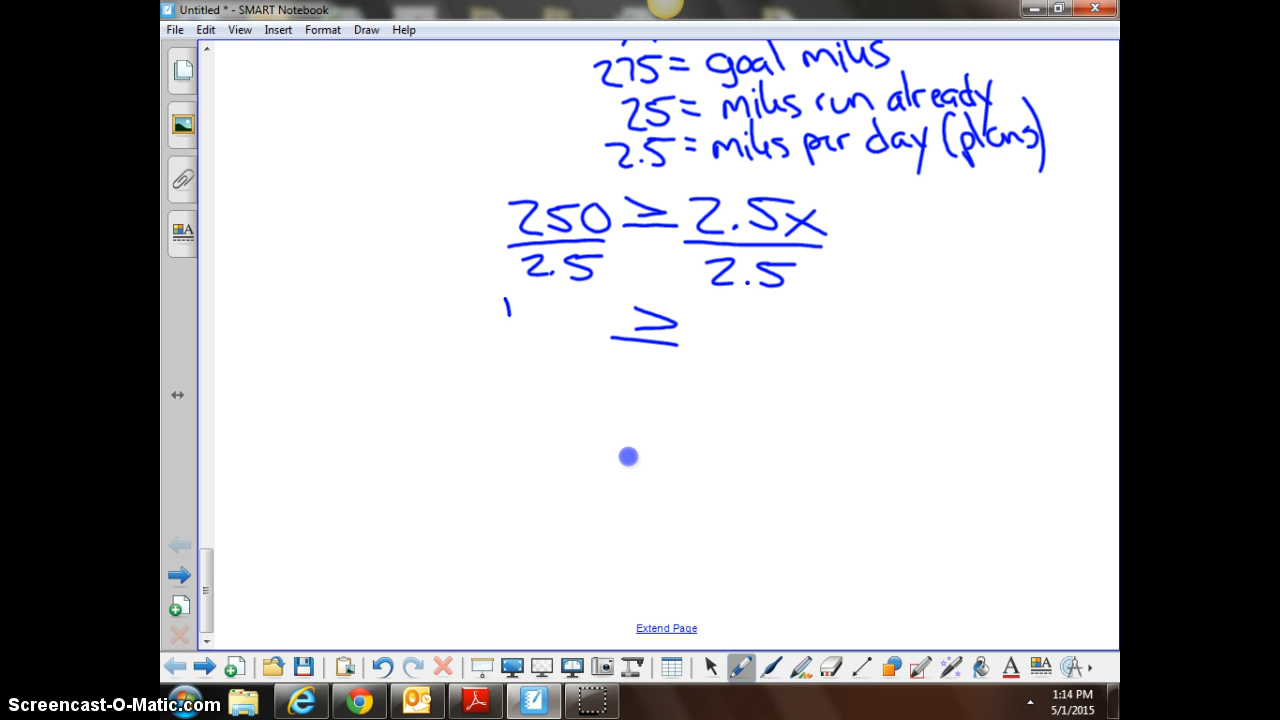 Untitled * - SMART Notebook
File Edit View Insert Format Draw Help
275 = goal miles
25 = miles run already
2.5 = miles per day (plans)
250 ≥ 2.5x
2.5 2.5
≥
Extend Page
1:14 PM
5/1/2015
Screencast-O-Matic.com